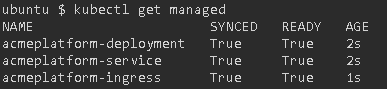 ubuntu $ kubectl get managed
NAME SYNCED READY AGE
acmeplatform-deployment True True 2s
acmeplatform-service True True 2s
acmeplatform-ingress True True 1s